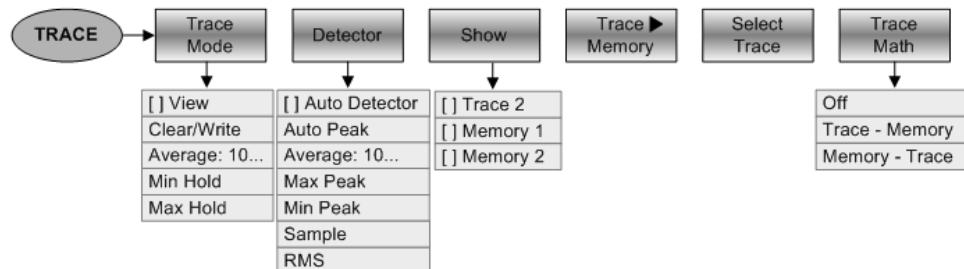 TRACE
Trace
Mode
Detector
Show
Trace ▶
Memory
Select
Trace
Trace
Math
[ ] View
Clear/Write
Average: 10...
Min Hold
Max Hold
[ ] Auto Detector
Auto Peak
Average: 10...
Max Peak
Min Peak
Sample
RMS
[ ] Trace 2
[ ] Memory 1
[ ] Memory 2
Off
Trace - Memory
Memory - Trace